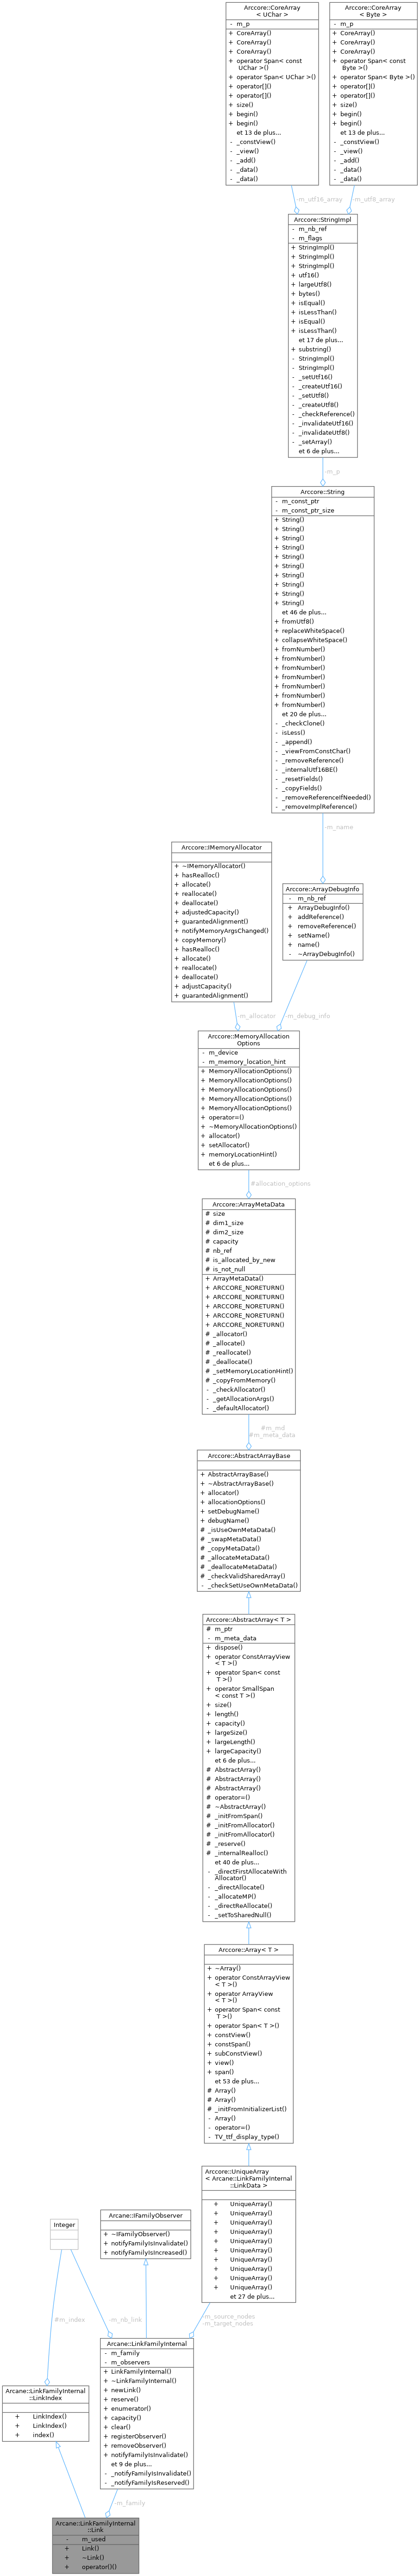 Arccore::CoreArray
< UChar >
- m_p
+ CoreArray()
+ CoreArray()
+ CoreArray()
+ operator Span< const
UChar >()
+ operator Span< UChar >()
+ operator[]()
+ operator[]()
+ size()
+ begin()
+ begin()
et 13 de plus...
- _constView()
- _view()
- _add()
- _data()
- _data()
Arccore::CoreArray
< Byte >
- m_p
+ CoreArray()
+ CoreArray()
+ CoreArray()
+ operator Span< const
Byte >()
+ operator Span< Byte >()
+ operator[]()
+ operator[]()
+ size()
+ begin()
+ begin()
et 13 de plus...
- _constView()
- _view()
- _add()
- _data()
- _data()
-m_utf16_array
-m_utf8_array
Arccore::StringImpl
- m_nb_ref
- m_flags
+ StringImpl()
+ StringImpl()
+ StringImpl()
+ utf16()
+ largeUtf8()
+ bytes()
+ isEqual()
+ isLessThan()
+ isEqual()
+ isLessThan()
et 17 de plus...
+ substring()
- StringImpl()
- StringImpl()
- _setUtf16()
- _createUtf16()
- _setUtf8()
- _createUtf8()
- _checkReference()
- _invalidateUtf16()
- _invalidateUtf8()
- _setArray()
et 6 de plus...
-m_p
Arccore::String
- m_const_ptr
- m_const_ptr_size
+ String()
+ String()
+ String()
+ String()
+ String()
+ String()
+ String()
+ String()
+ String()
+ String()
et 46 de plus...
+ fromUtf8()
+ replaceWhiteSpace()
+ collapseWhiteSpace()
+ fromNumber()
+ fromNumber()
+ fromNumber()
+ fromNumber()
+ fromNumber()
+ fromNumber()
+ fromNumber()
et 20 de plus...
- _checkClone()
- isLess()
- _append()
- _viewFromConstChar()
- _removeReference()
- _internalUtf16BE()
- _resetFields()
- _copyFields()
- _removeReferenceIfNeeded()
- _removeImplReference()
-m_name
Arccore::IMemoryAllocator
+ ~IMemoryAllocator()
+ hasRealloc()
+ allocate()
+ reallocate()
+ deallocate()
+ adjustedCapacity()
+ guarantedAlignment()
+ notifyMemoryArgsChanged()
+ copyMemory()
+ hasRealloc()
+ allocate()
+ reallocate()
+ deallocate()
+ adjustCapacity()
+ guarantedAlignment()
Arccore::ArrayDebugInfo
- m_nb_ref
+ ArrayDebugInfo()
+ addReference()
+ removeReference()
+ setName()
+ name()
- ~ArrayDebugInfo()
-m_allocator
-m_debug_info
Arccore::MemoryAllocation
Options
- m_device
- m_memory_location_hint
+ MemoryAllocationOptions()
+ MemoryAllocationOptions()
+ MemoryAllocationOptions()
+ MemoryAllocationOptions()
+ MemoryAllocationOptions()
+ operator=()
+ ~MemoryAllocationOptions()
+ allocator()
+ setAllocator()
+ memoryLocationHint()
et 6 de plus...
#allocation_options
Arccore::ArrayMetaData
# size
# dim1_size
# dim2_size
# capacity
# nb_ref
# is_allocated_by_new
# is_not_null
+ ArrayMetaData()
+ ARCCORE_NORETURN()
+ ARCCORE_NORETURN()
+ ARCCORE_NORETURN()
+ ARCCORE_NORETURN()
+ ARCCORE_NORETURN()
# _allocator()
# _allocate()
# _reallocate()
# _deallocate()
# _setMemoryLocationHint()
# _copyFromMemory()
- _checkAllocator()
- _getAllocationArgs()
- _defaultAllocator()
#m_md
#m_meta_data
Arccore::AbstractArrayBase
+ AbstractArrayBase()
+ ~AbstractArrayBase()
+ allocator()
+ allocationOptions()
+ setDebugName()
+ debugName()
# _isUseOwnMetaData()
# _swapMetaData()
# _copyMetaData()
# _allocateMetaData()
# _deallocateMetaData()
# _checkValidSharedArray()
- _checkSetUseOwnMetaData()
Arccore::AbstractArray< T >
# m_ptr
- m_meta_data
+ dispose()
+ operator ConstArrayView
< T >()
+ operator Span< const
T >()
+ operator SmallSpan
< const T >()
+ size()
+ length()
+ capacity()
+ largeSize()
+ largeLength()
+ largeCapacity()
et 6 de plus...
# AbstractArray()
# AbstractArray()
# AbstractArray()
# operator=()
# ~AbstractArray()
# _initFromSpan()
# _initFromAllocator()
# _initFromAllocator()
# _reserve()
# _internalRealloc()
et 40 de plus...
- _directFirstAllocateWith
Allocator()
- _directAllocate()
- _allocateMP()
- _directReAllocate()
- _setToSharedNull()
Arccore::Array< T >
+ ~Array()
+ operator ConstArrayView
< T >()
+ operator ArrayView
< T >()
+ operator Span< const
T >()
+ operator Span< T >()
+ constView()
+ constSpan()
+ subConstView()
+ view()
+ span()
et 53 de plus...
# Array()
# Array()
# _initFromInitializerList()
- Array()
- operator=()
- TV_ttf_display_type()
Arccore::UniqueArray
< Arcane::LinkFamilyInternal
::LinkData >
+ UniqueArray()
+ UniqueArray()
+ UniqueArray()
+ UniqueArray()
+ UniqueArray()
+ UniqueArray()
+ UniqueArray()
+ UniqueArray()
+ UniqueArray()
+ UniqueArray()
et 27 de plus...
Integer
Arcane::IFamilyObserver
+ ~IFamilyObserver()
+ notifyFamilyIsInvalidate()
+ notifyFamilyIsIncreased()
#m_index
-m_nb_link
-m_source_nodes
-m_target_nodes
Arcane::LinkFamilyInternal
- m_family
- m_observers
+ LinkFamilyInternal()
+ ~LinkFamilyInternal()
+ newLink()
+ reserve()
+ enumerator()
+ capacity()
+ clear()
+ registerObserver()
+ removeObserver()
+ notifyFamilyIsInvalidate()
et 9 de plus...
- _notifyFamilyIsInvalidate()
- _notifyFamilyIsReserved()
Arcane::LinkFamilyInternal
::LinkIndex
+ LinkIndex()
+ LinkIndex()
+ index()
-m_family
Arcane::LinkFamilyInternal
::Link
- m_used
+ Link()
+ ~Link()
+ operator()()